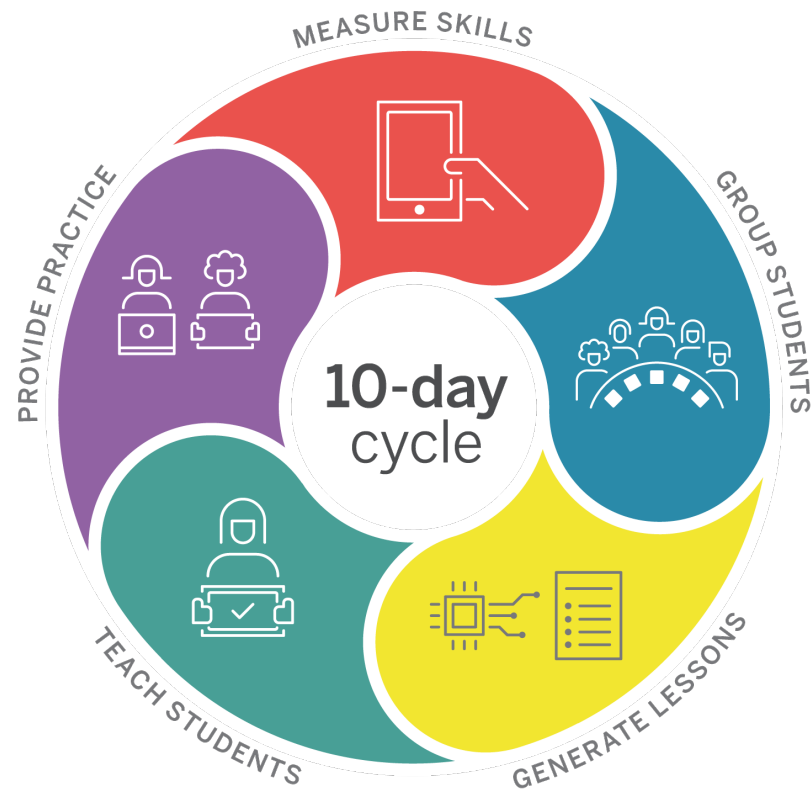 MEASURE SKILLS
GROUP STUDENTS
GENERATE LESSONS
TEACH STUDENTS
PROVIDE PRACTICE
10-day
cycle